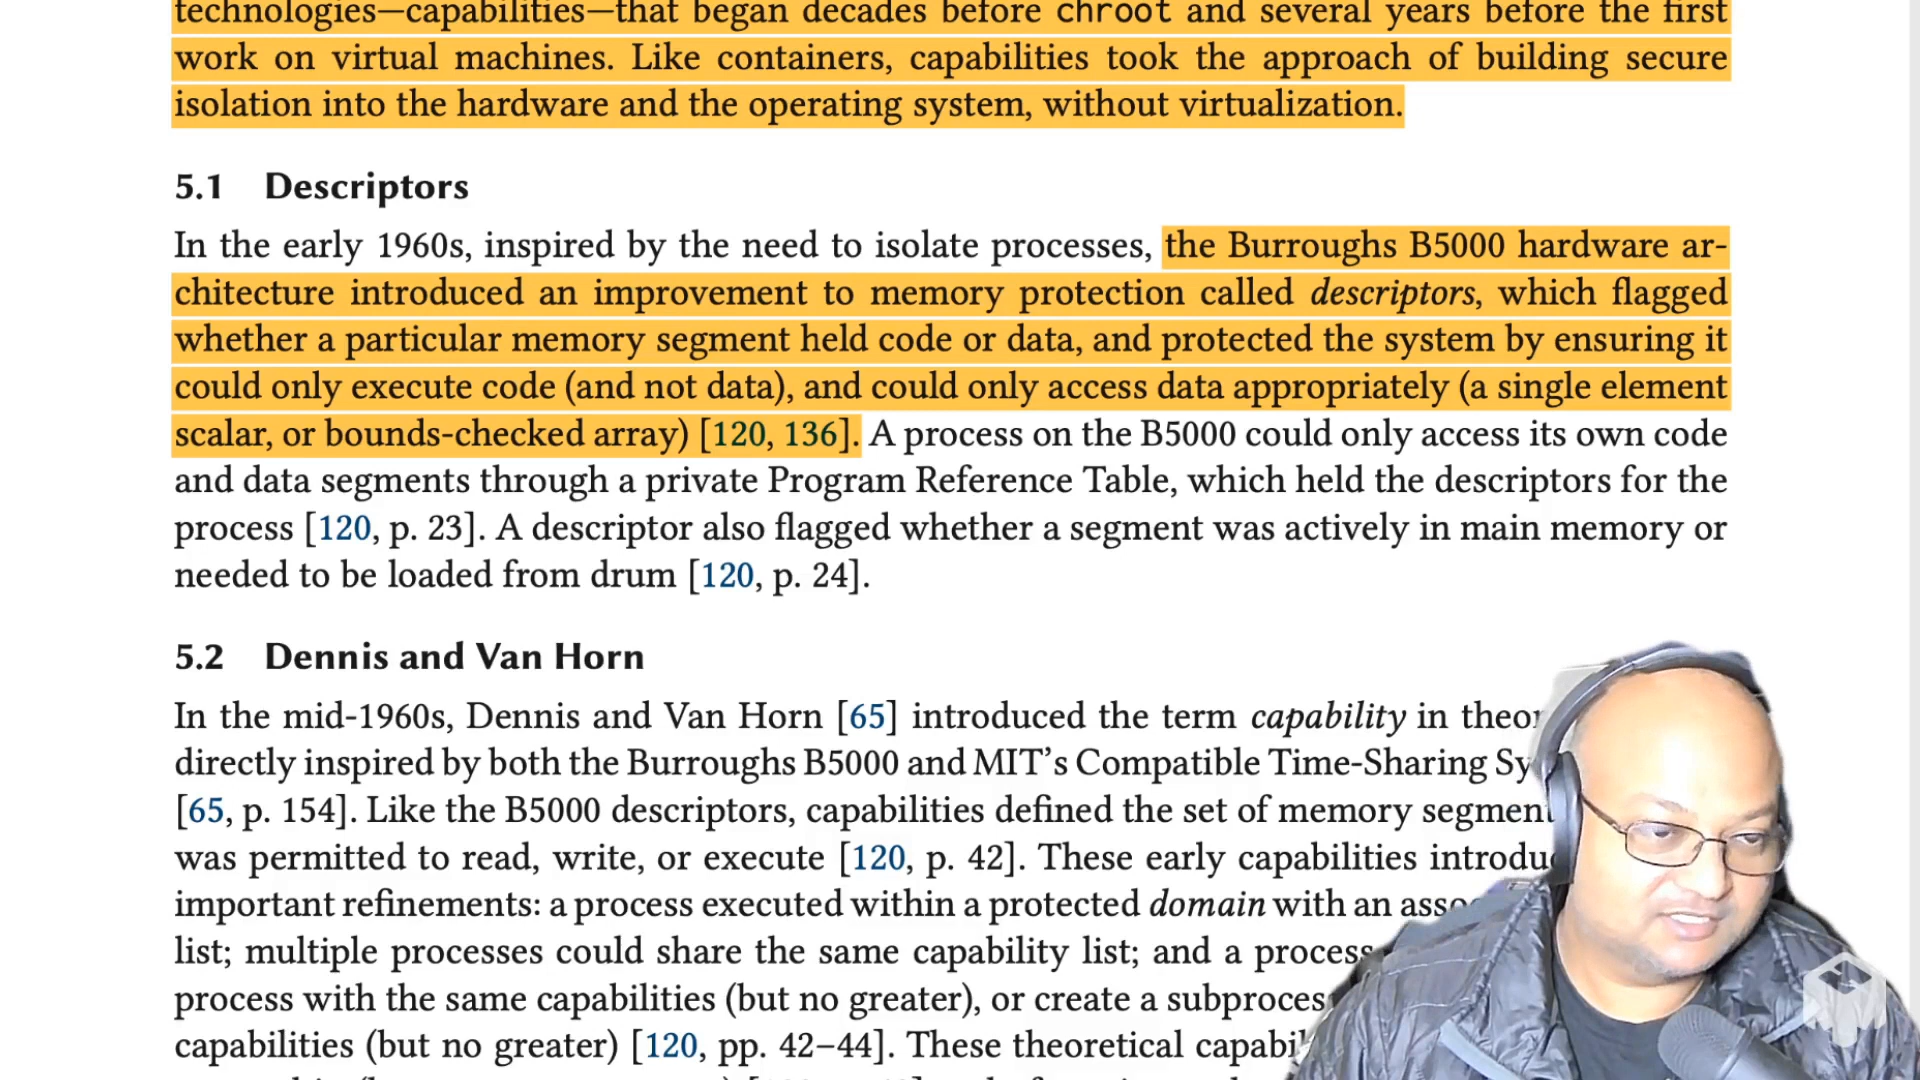 technologies—capabilities—that began decades before chroot and several years before the first
work on virtual machines. Like containers, capabilities took the approach of building secure
isolation into the hardware and the operating system, without virtualization.
5.1 Descriptors
In the early 1960s, inspired by the need to isolate processes, the Burroughs B5000 hardware ar-
chitecture introduced an improvement to memory protection called descriptors, which flagged
whether a particular memory segment held code or data, and protected the system by ensuring it
could only execute code (and not data), and could only access data appropriately (a single element
scalar, or bounds-checked array) [120, 136]. A process on the B5000 could only access its own code
and data segments through a private Program Reference Table, which held the descriptors for the
process [120, p. 23]. A descriptor also flagged whether a segment was actively in main memory or
needed to be loaded from drum [120, p. 24].
5.2 Dennis and Van Horn
In the mid-1960s, Dennis and Van Horn [65] introduced the term capability in
directly inspired by both the Burroughs B5000 and MIT's Compatible Time-Sharing
[65, p. 154]. Like the B5000 descriptors, capabilities defined the set of memory
was permitted to read, write, or execute [120, p. 42]. These early capabilities
important refinements: a process executed within a protected domain with an
list; multiple processes could share the same capability list; and a process
process with the same capabilities (but no greater), or create a
capabilities (but no greater) [120, pp. 42–44]. These theoretical